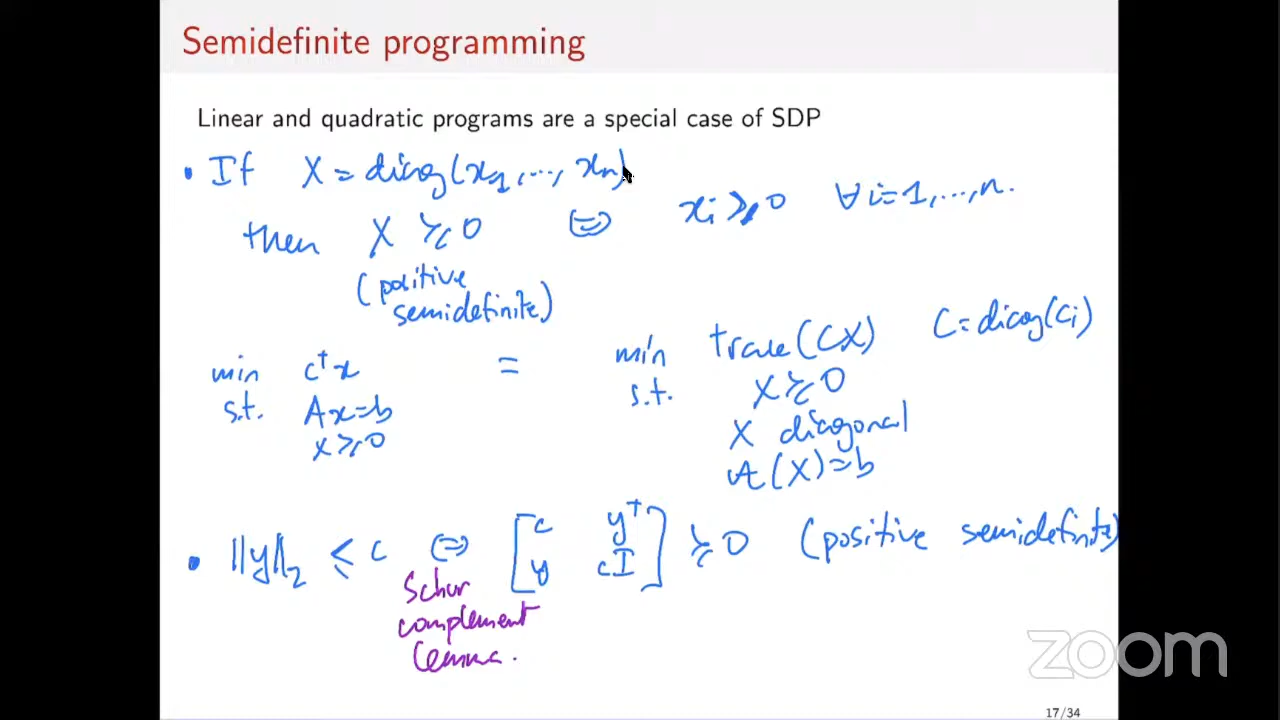 Semidefinite programming
Linear and quadratic programs are a special case of SDP
• If X = diag(x₁,..., xₙ)
then X ≽ 0 ⇔ xᵢ ≥ 0 ∀ i=1,...,n.
(positive
semidefinite)
min cᵀx = min trace(CX) C=diag(cᵢ)
s.t. Ax=b s.t. X ≽ 0
x ≥ 0 X diagonal
𝒜(X)=b
• ||y||₂ ≤ c ⇔ [c yᵀ
y cI] ≽ 0 (positive semidefinite)
Schur
complement
lemma.
zoom
17/34